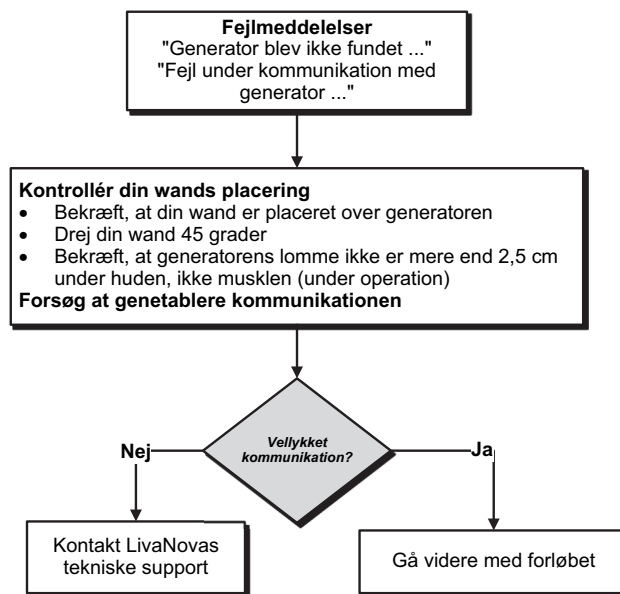 Fejlmeddelelser
"Generator blev ikke fundet ..."
"Fejl under kommunikation med
generator ..."
Kontrollér din wands placering
• Bekræft, at din wand er placeret over generatoren
• Drej din wand 45 grader
• Bekræft, at generatorens lomme ikke er mere end 2,5 cm
under huden, ikke musklen (under operation)
Forsøg at genetablere kommunikationen
Vellykket
kommunikation?
Nej
Ja
Kontakt LivaNovas
tekniske support
Gå videre med forløbet